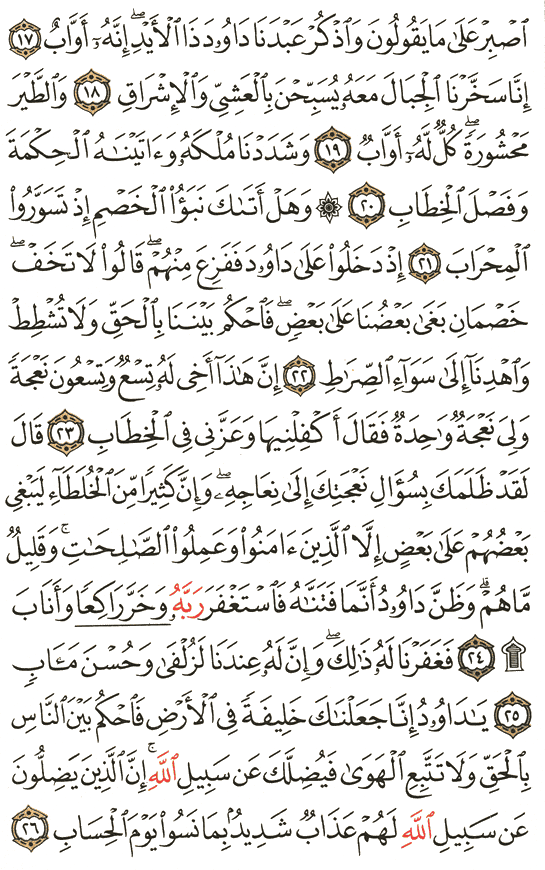 ٱصۡبِرۡ عَلَىٰ مَا يَقُولُونَ وَٱذۡكُرۡ عَبۡدَنَا دَاوُۥدَ ذَا ٱلۡأَيۡدِۖ إِنَّهُۥٓ أَوَّابٌ ١٧
إِنَّا سَخَّرۡنَا ٱلۡجِبَالَ مَعَهُۥ يُسَبِّحۡنَ بِٱلۡعَشِيِّ وَٱلۡإِشۡرَاقِ ١٨ وَٱلطَّيۡرَ
مَحۡشُورَةٗۖ كُلّٞ لَّهُۥٓ أَوَّابٞ ١٩ وَشَدَدۡنَا مُلۡكَهُۥ وَءَاتَيۡنَٰهُ ٱلۡحِكۡمَةَ
وَفَصۡلَ ٱلۡخِطَابِ ٢٠ ۞ وَهَلۡ أَتَىٰكَ نَبَؤُاْ ٱلۡخَصۡمِ إِذۡ تَسَوَّرُواْ
ٱلۡمِحۡرَابَ ٢١ إِذۡ دَخَلُواْ عَلَىٰ دَاوُۥدَ فَفَزِعَ مِنۡهُمۡۖ قَالُواْ لَا تَخَفۡۖ
خَصۡمَانِ بَغَىٰ بَعۡضُنَا عَلَىٰ بَعۡضٖۖ فَٱحۡكُم بَيۡنَنَا بِٱلۡحَقِّ وَلَا تُشۡطِطۡ
وَٱهۡدِنَآ إِلَىٰ سَوَآءِ ٱلصِّرَٰطِ ٢٢ إِنَّ هَٰذَآ أَخِي لَهُۥ تِسۡعٞ وَتِسۡعُونَ نَعۡجَةٗ
وَلِيَ نَعۡجَةٞ وَٰحِدَةٞ فَقَالَ أَكۡفِلۡنِيهَا وَعَزَّنِي فِي ٱلۡخِطَابِ ٢٣ قَالَ
لَقَدۡ ظَلَمَكَ بِسُؤَالِ نَعۡجَتِكَ إِلَىٰ نِعَاجِهِۦۖ وَإِنَّ كَثِيرٗا مِّنَ ٱلۡخُلَطَآءِ لَيَبۡغِي
بَعۡضُهُمۡ عَلَىٰ بَعۡضٍ إِلَّا ٱلَّذِينَ ءَامَنُواْ وَعَمِلُواْ ٱلصَّٰلِحَٰتِ وَقَلِيلٞ
مَّا هُمۡۗ وَظَنَّ دَاوُۥدُ أَنَّمَا فَتَنَّٰهُ فَٱسۡتَغۡفَرَ رَبَّهُۥ وَخَرَّۤ رَاكِعٗاۤ وَأَنَابَ
۩ ٢٤ فَغَفَرۡنَا لَهُۥ ذَٰلِكَۖ وَإِنَّ لَهُۥ عِندَنَا لَزُلۡفَىٰ وَحُسۡنَ مَـَٔابٖ
٢٥ يَٰدَاوُۥدُ إِنَّا جَعَلۡنَٰكَ خَلِيفَةٗ فِي ٱلۡأَرۡضِ فَٱحۡكُم بَيۡنَ ٱلنَّاسِ
بِٱلۡحَقِّ وَلَا تَتَّبِعِ ٱلۡهَوَىٰ فَيُضِلَّكَ عَن سَبِيلِ ٱللَّهِۚ إِنَّ ٱلَّذِينَ يَضِلُّونَ
عَن سَبِيلِ ٱللَّهِ لَهُمۡ عَذَابٞ شَدِيدُۢ بِمَا نَسُواْ يَوۡمَ ٱلۡحِسَابِ ٢٦